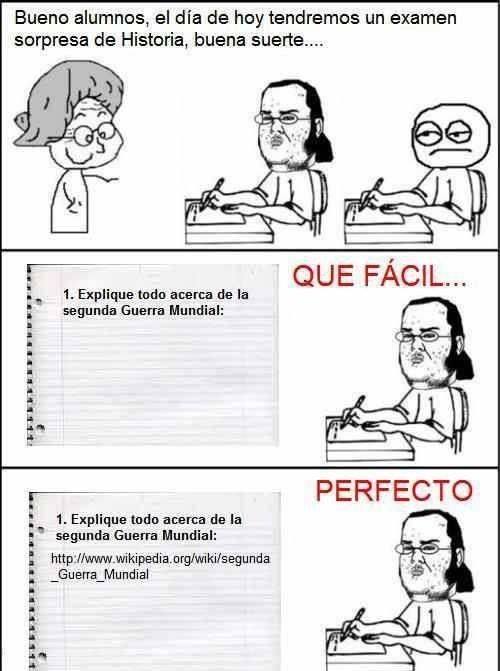 Bueno alumnos, el día de hoy tendremos un examen
sorpresa de Historia, buena suerte....
QUE FÁCIL...
1. Explique todo acerca de la
segunda Guerra Mundial:
PERFECTO
1. Explique todo acerca de la
segunda Guerra Mundial:
http://www.wikipedia.org/wiki/segunda
_Guerra_Mundial